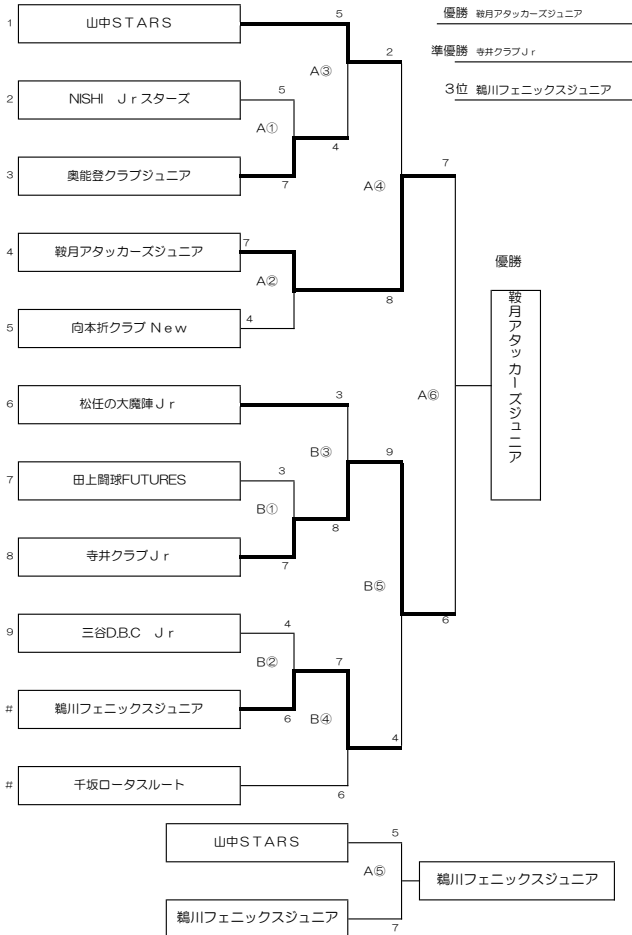 優勝 鞍月アタッカーズジュニア
準優勝 寺井クラブJr
3位 鵜川フェニックスジュニア
5
1 山中STARS
2
A③
5
2 NISHI Jrスターズ
A①
4
7
3 奥能登クラブジュニア
7
A④
4 鞍月アタッカーズジュニア
7
A②
8
優勝
鞍月アタッカーズジュニア
5 向本折クラブ New
4
6 松任の大魔陣Jr
3
A⑥
B③
9
7 田上闘球FUTURES
3
B①
8
8 寺井クラブJr
7
B⑤
6
9 三谷D.B.C Jr
4
B②
7
# 鵜川フェニックスジュニア
6
B④
4
# 千坂ロータスルート
6
山中STARS
5
A⑤
鵜川フェニックスジュニア
鵜川フェニックスジュニア
7